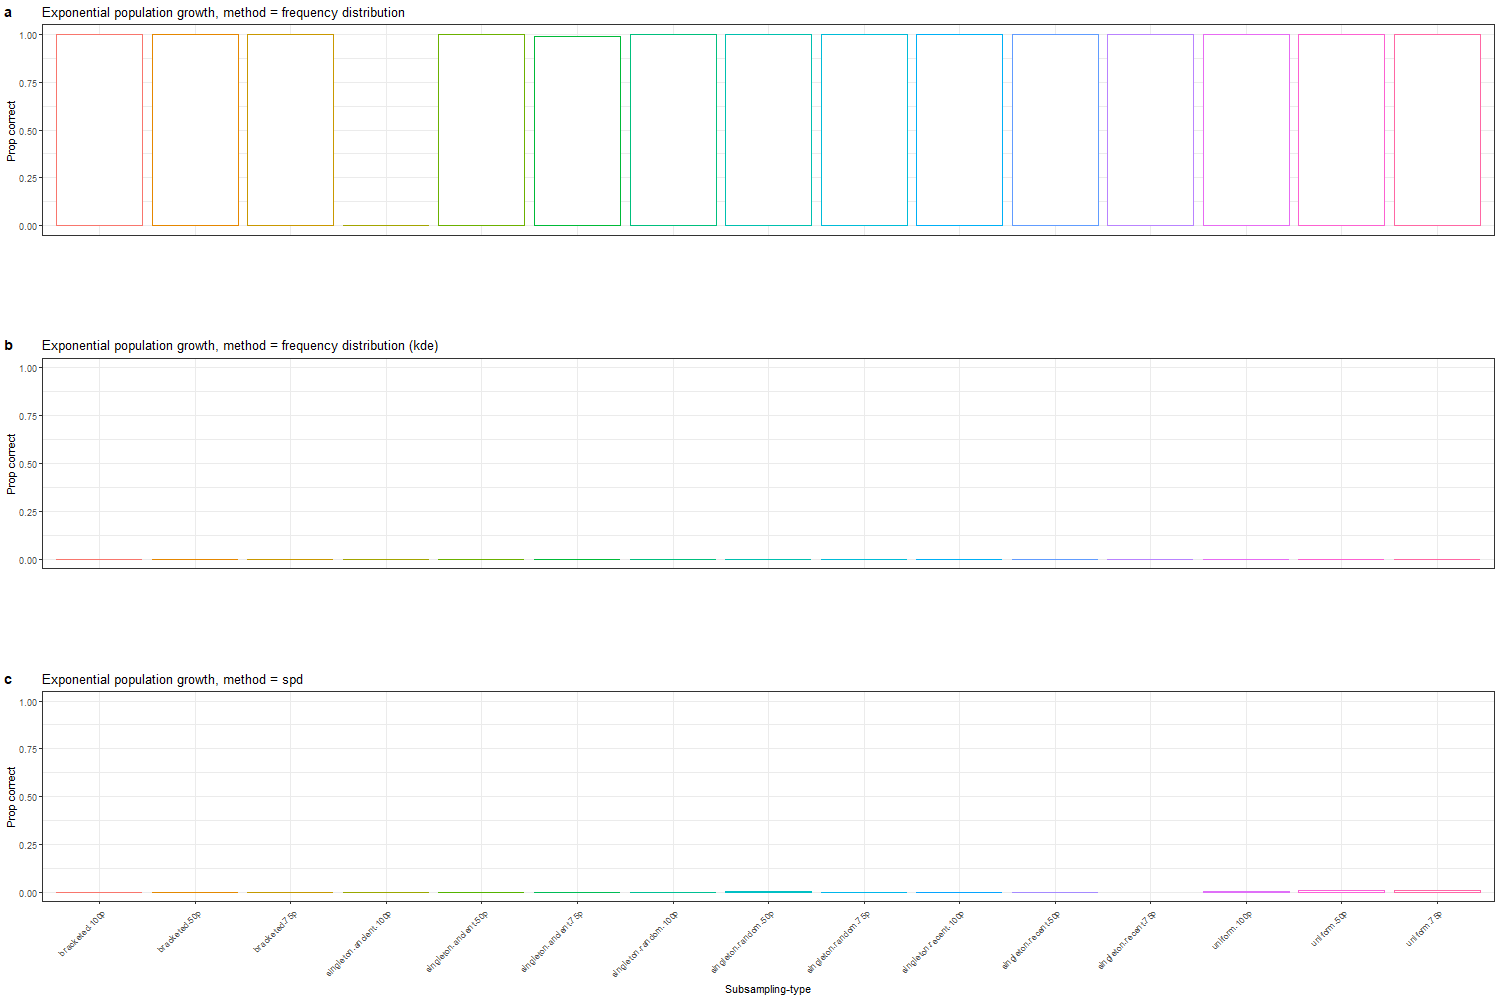 a Exponential population growth, method = frequency distribution
Prop correct
1.00
0.75
0.50
0.25
0.00
b Exponential population growth, method = frequency distribution (kde)
Prop correct
1.00
0.75
0.50
0.25
0.00
c Exponential population growth, method = spd
Prop correct
1.00
0.75
0.50
0.25
0.00
bracketed.100p
bracketed.50p
bracketed.75p
singleton.ancient.100p
singleton.ancient.50p
singleton.ancient.75p
singleton.random.100p
singleton.random.50p
singleton.random.75p
singleton.recent.100p
singleton.recent.50p
singleton.recent.75p
uniform.100p
uniform.50p
uniform.75p
Subsampling-type